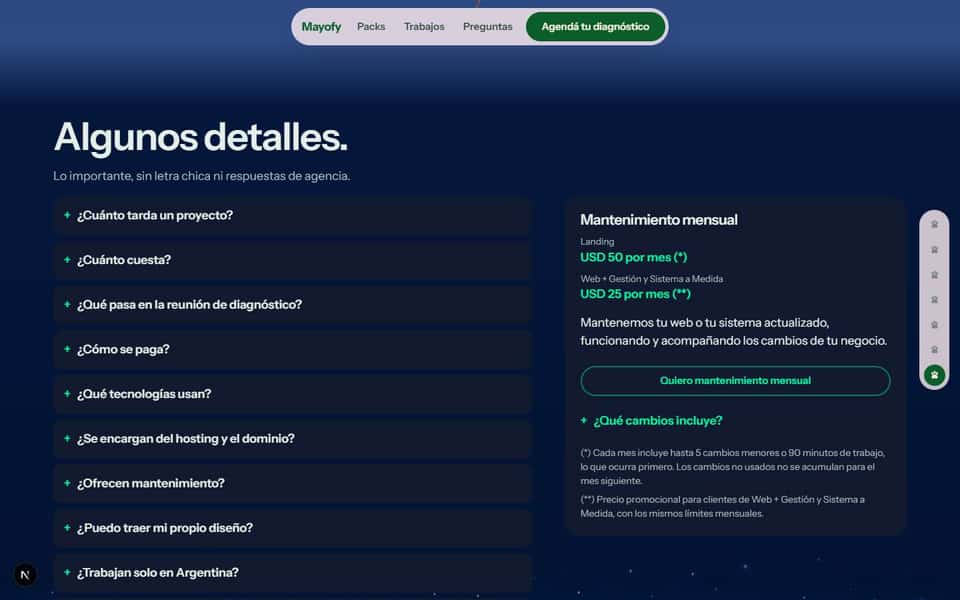 Mayofy
Packs
Trabajos
Preguntas
Agendá tu diagnóstico
Algunos detalles.
Lo importante, sin letra chica ni respuestas de agencia.
+ ¿Cuánto tarda un proyecto?
+ ¿Cuánto cuesta?
+ ¿Qué pasa en la reunión de diagnóstico?
+ ¿Cómo se paga?
+ ¿Qué tecnologías usan?
+ ¿Se encargan del hosting y el dominio?
+ ¿Ofrecen mantenimiento?
+ ¿Puedo traer mi propio diseño?
+ ¿Trabajan solo en Argentina?
Mantenimiento mensual
Landing
USD 50 por mes (*)
Web + Gestión y Sistema a Medida
USD 25 por mes (**)
Mantenemos tu web o tu sistema actualizado,
funcionando y acompañando los cambios de tu negocio.
Quiero mantenimiento mensual
+ ¿Qué cambios incluye?
(*) Cada mes incluye hasta 5 cambios menores o 90 minutos de trabajo,
lo que ocurra primero. Los cambios no usados no se acumulan para el
mes siguiente.
(**) Precio promocional para clientes de Web + Gestión y Sistema a
Medida, con los mismos límites mensuales.
N